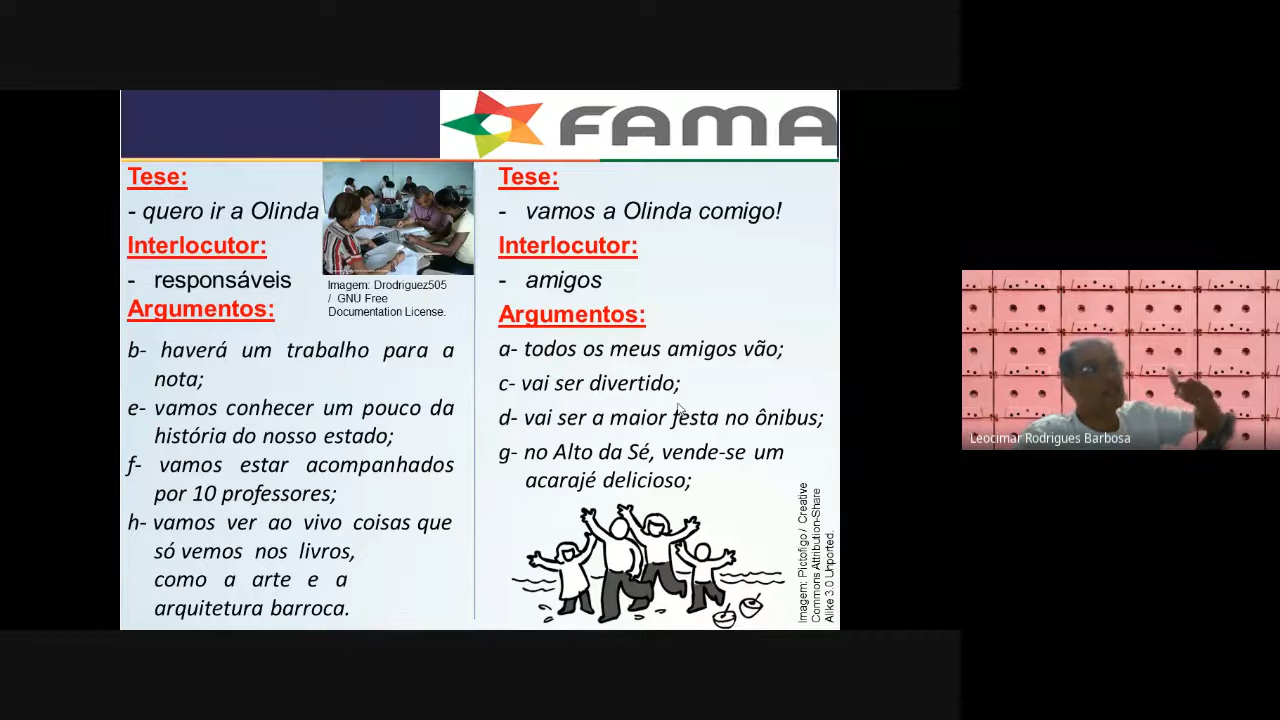 FAMA
Tese:
- quero ir a Olinda
Interlocutor:
- responsáveis
Argumentos:
Imagem: Drodriguez505
/ GNU Free
Documentation License.
b- haverá um trabalho para a
nota;
e- vamos conhecer um pouco da
história do nosso estado;
f- vamos estar acompanhados
por 10 professores;
h- vamos ver ao vivo coisas que
só vemos nos livros,
como a arte e a
arquitetura barroca.
Tese:
- vamos a Olinda comigo!
Interlocutor:
- amigos
Argumentos:
a- todos os meus amigos vão;
c- vai ser divertido;
d- vai ser a maior festa no ônibus;
g- no Alto da Sé, vende-se um
acarajé delicioso;
Imagem: Pictofigo / Creative
Commons Attribution-Share
Alike 3.0 Unported.
Leocimar Rodrigues Barbosa